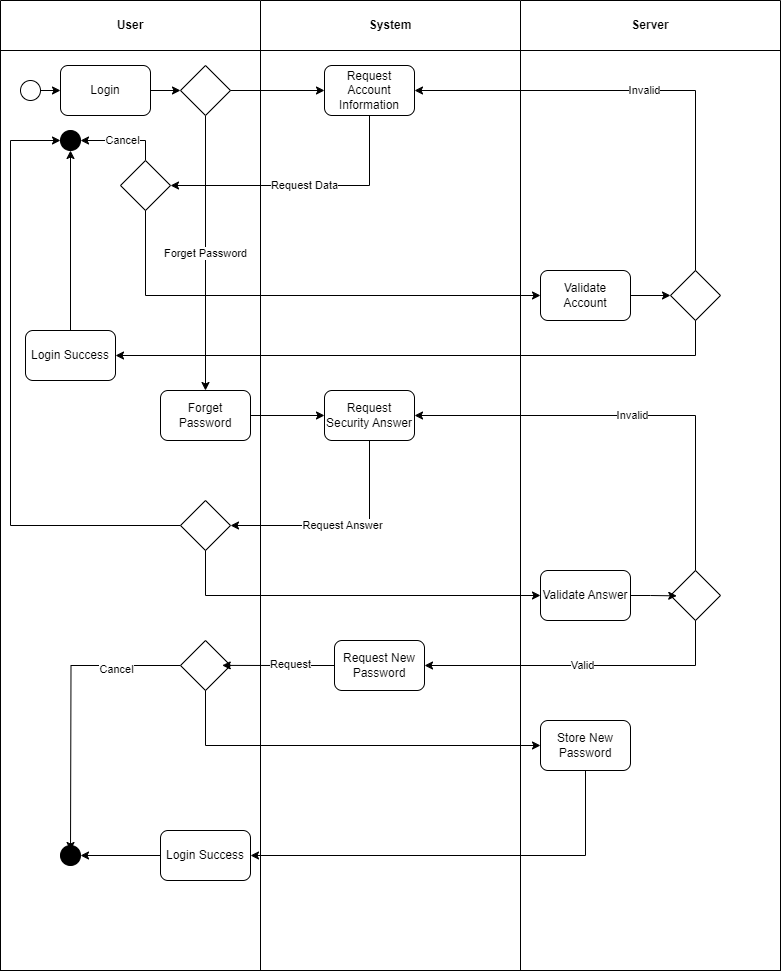 User
System
Server
Login
Request
Account
Information
Invalid
Cancel
Request Data
Forget Password
Validate
Account
Login Success
Forget
Password
Request
Security Answer
Invalid
Request Answer
Validate Answer
Cancel
Request
Request New
Password
Valid
Store New
Password
Login Success